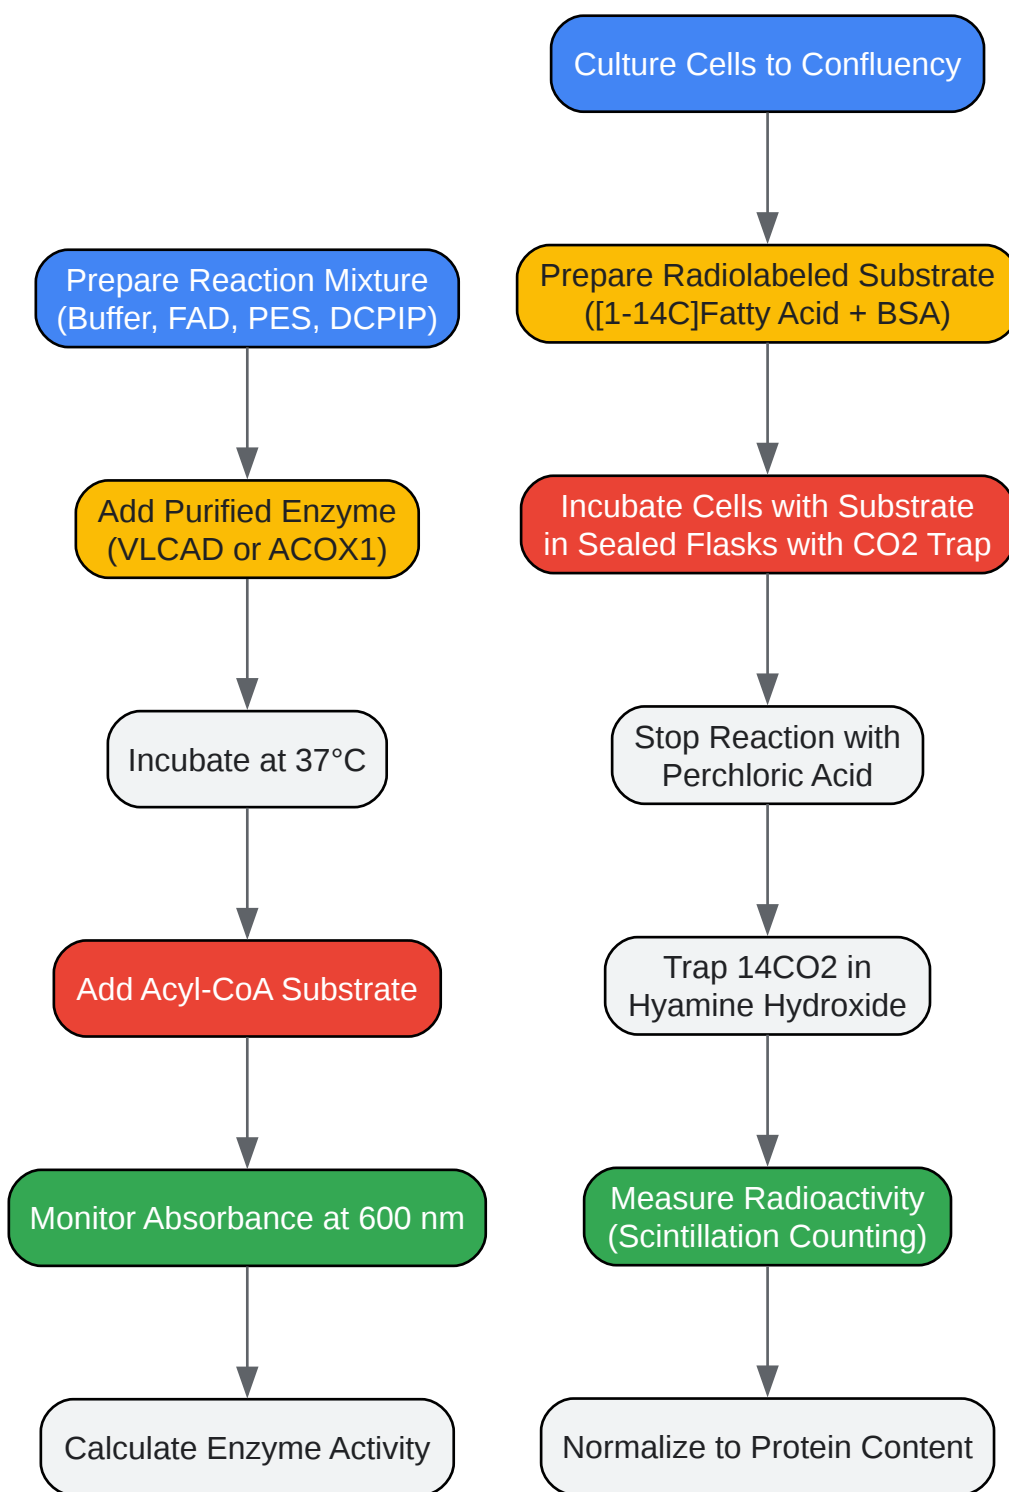 Prepare Reaction Mixture
(Buffer, FAD, PES, DCPIP)
Add Purified Enzyme
(VLCAD or ACOX1)
Incubate at 37°C
Add Acyl-CoA Substrate
Monitor Absorbance at 600 nm
Calculate Enzyme Activity
Culture Cells to Confluency
Prepare Radiolabeled Substrate
([1-14C]Fatty Acid + BSA)
Incubate Cells with Substrate
in Sealed Flasks with CO2 Trap
Stop Reaction with
Perchloric Acid
Trap 14CO2 in
Hyamine Hydroxide
Measure Radioactivity
(Scintillation Counting)
Normalize to Protein Content